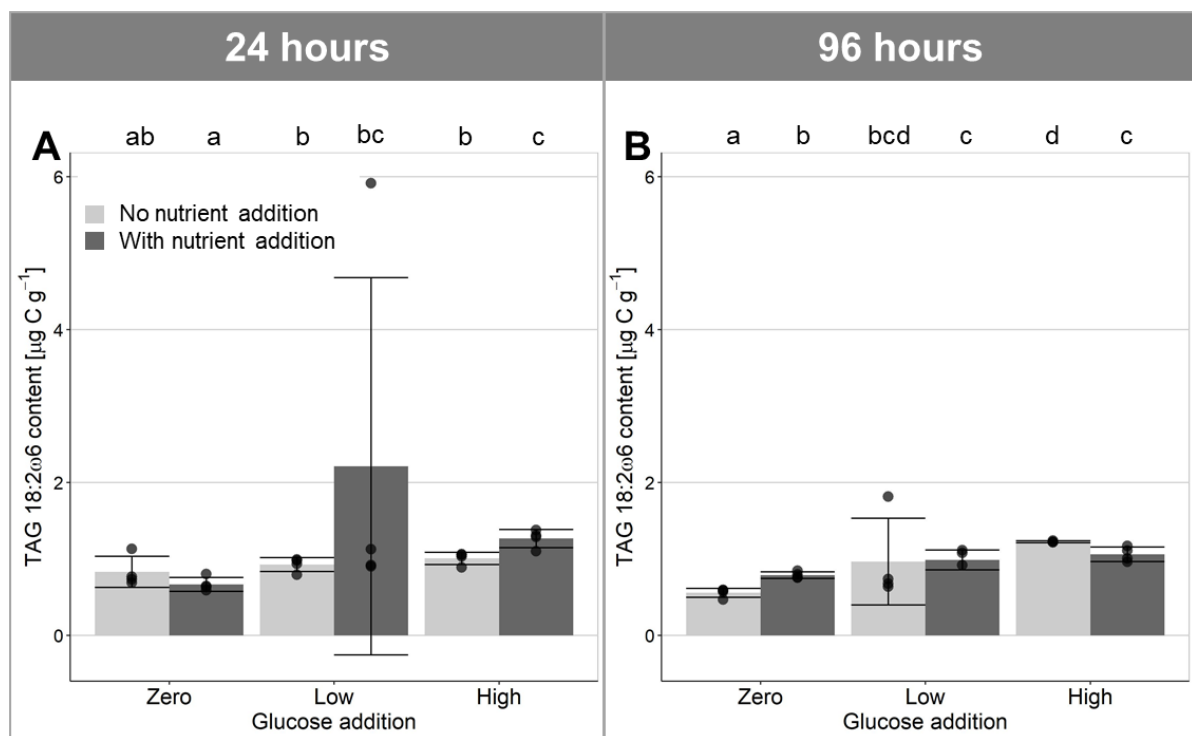 24 hours
96 hours
A
ab a b bc b c
B
a b bcd c d c
No nutrient addition
With nutrient addition
TAG 18:2ω6 content [µg C g⁻¹]
6
4
2
0
Zero Low High
Glucose addition
TAG 18:2ω6 content [µg C g⁻¹]
6
4
2
0
Zero Low High
Glucose addition